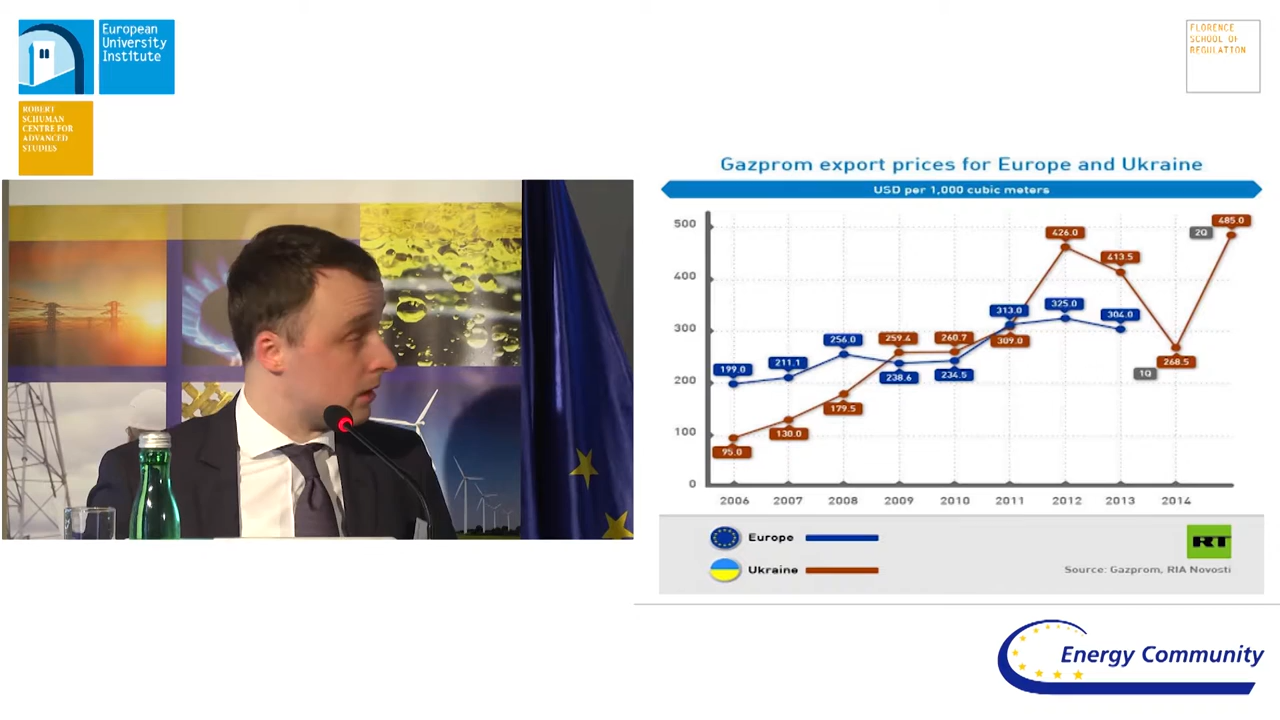 European
University
Institute
ROBERT
SCHUMAN
CENTRE FOR
ADVANCED
STUDIES
FLORENCE
SCHOOL OF
REGULATION
Gazprom export prices for Europe and Ukraine
USD per 1,000 cubic meters
500
400
300
200
100
0
199.0
211.1
256.0
238.6
234.5
313.0
325.0
304.0
95.0
130.0
179.5
259.4
260.7
309.0
426.0
413.5
1Q
268.5
2Q
485.0
2006
2007
2008
2009
2010
2011
2012
2013
2014
Europe
Ukraine
RT
Source: Gazprom, RIA Novosti
Energy Community